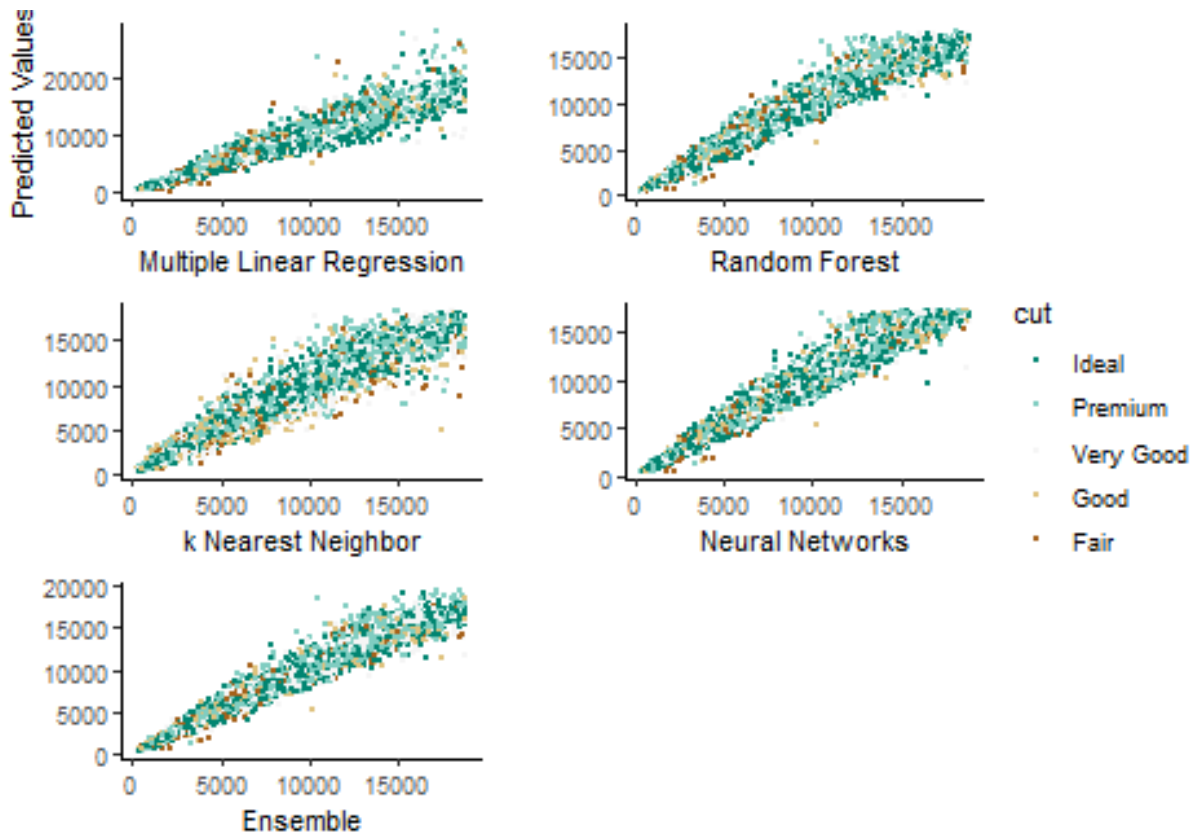 Predicted Values
20000
10000
0
0 5000 10000 15000
Multiple Linear Regression
15000
10000
5000
0
0 5000 10000 15000
Random Forest
15000
10000
5000
0
0 5000 10000 15000
k Nearest Neighbor
15000
10000
5000
0
0 5000 10000 15000
Neural Networks
cut
Ideal
Premium
Very Good
Good
Fair
20000
15000
10000
5000
0
0 5000 10000 15000
Ensemble